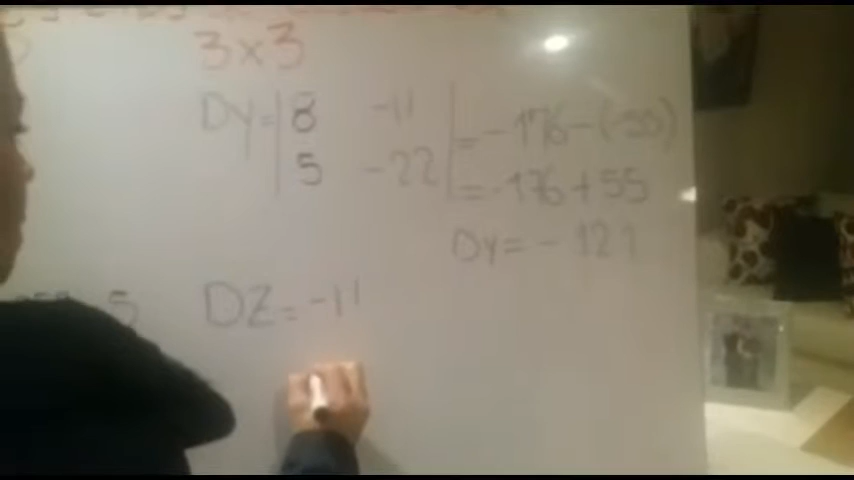 3x3
DY= | 8 -11 | = -176-(-55)
| 5 -22 | = -176+55
DY= - 121
5 DZ= -11